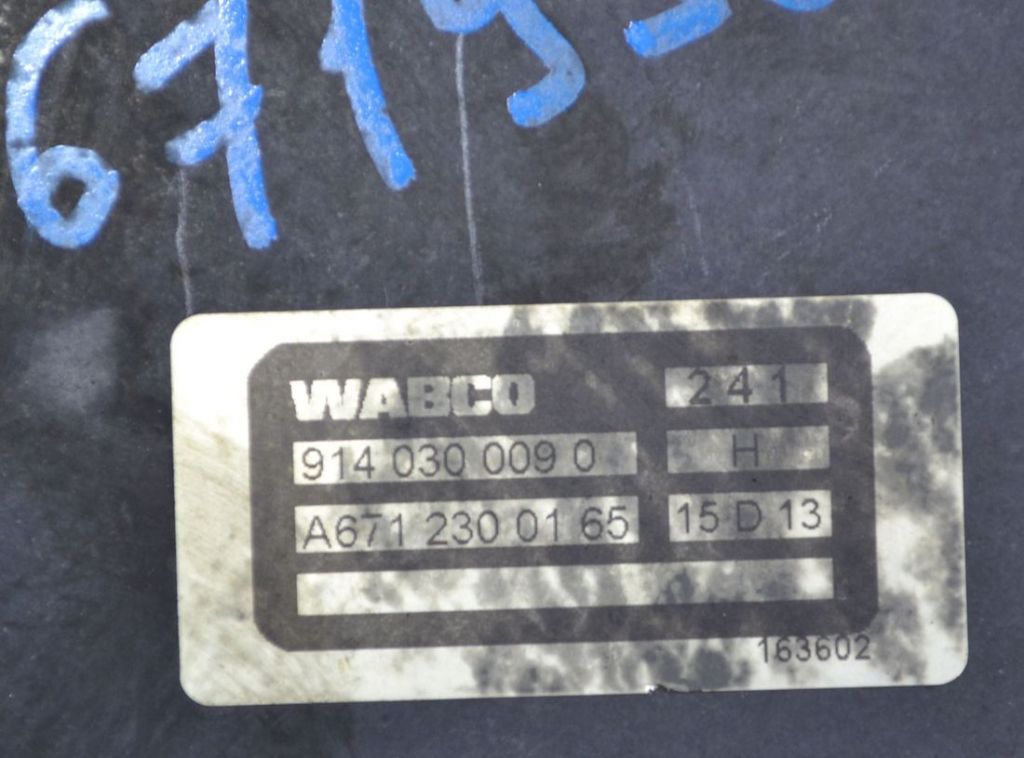 WABCO 241
914 030 009 0 H
A671 230 01 65 15 D 13
163602